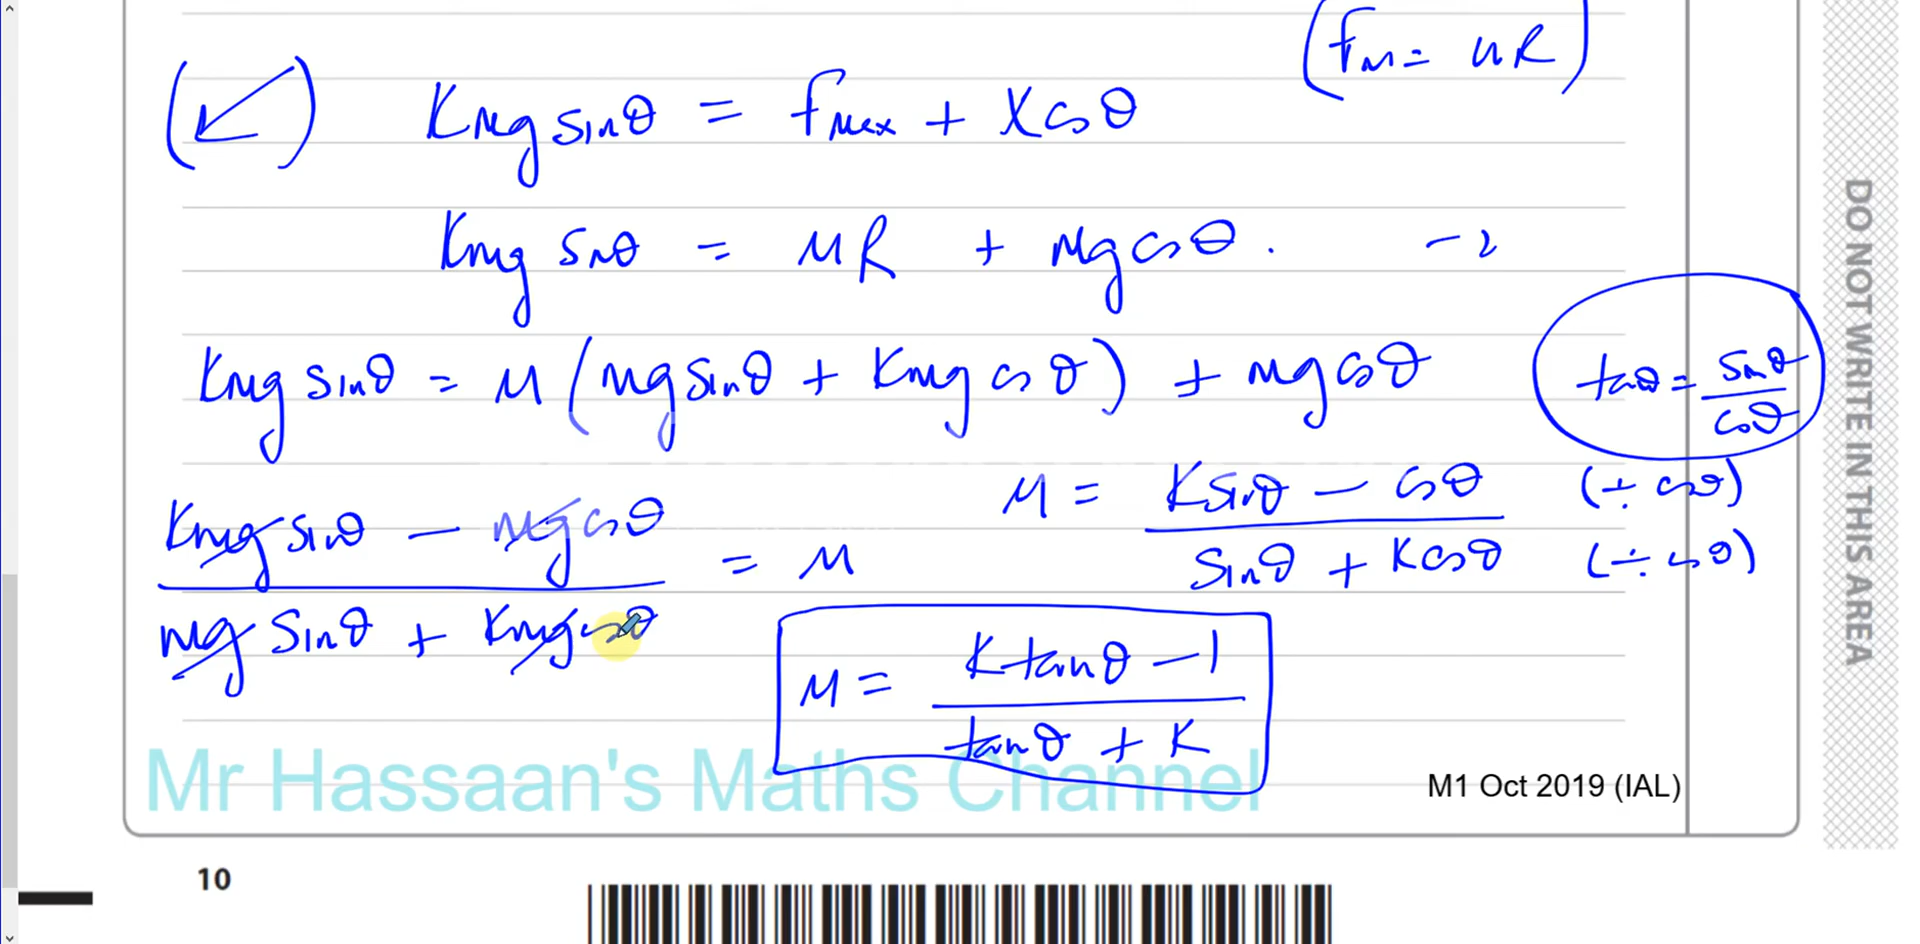 (Fm = μR)
(↙) Kmg sinθ = Fmax + X cosθ
Kmg sinθ = μR + Mg cosθ. -2
Kmg sinθ = μ(mg sinθ + Kmg cosθ) + mg cosθ
tanθ = sinθ/cosθ
Kmg sinθ - mg cosθ / mg sinθ + Kmg cosθ = μ
μ = K sinθ - cosθ (÷ cosθ)
sinθ + K cosθ (÷ cosθ)
μ = K tanθ - 1 / tanθ + K
Mr Hassaan's Maths Channel
M1 Oct 2019 (IAL)
10
DO NOT WRITE IN THIS AREA